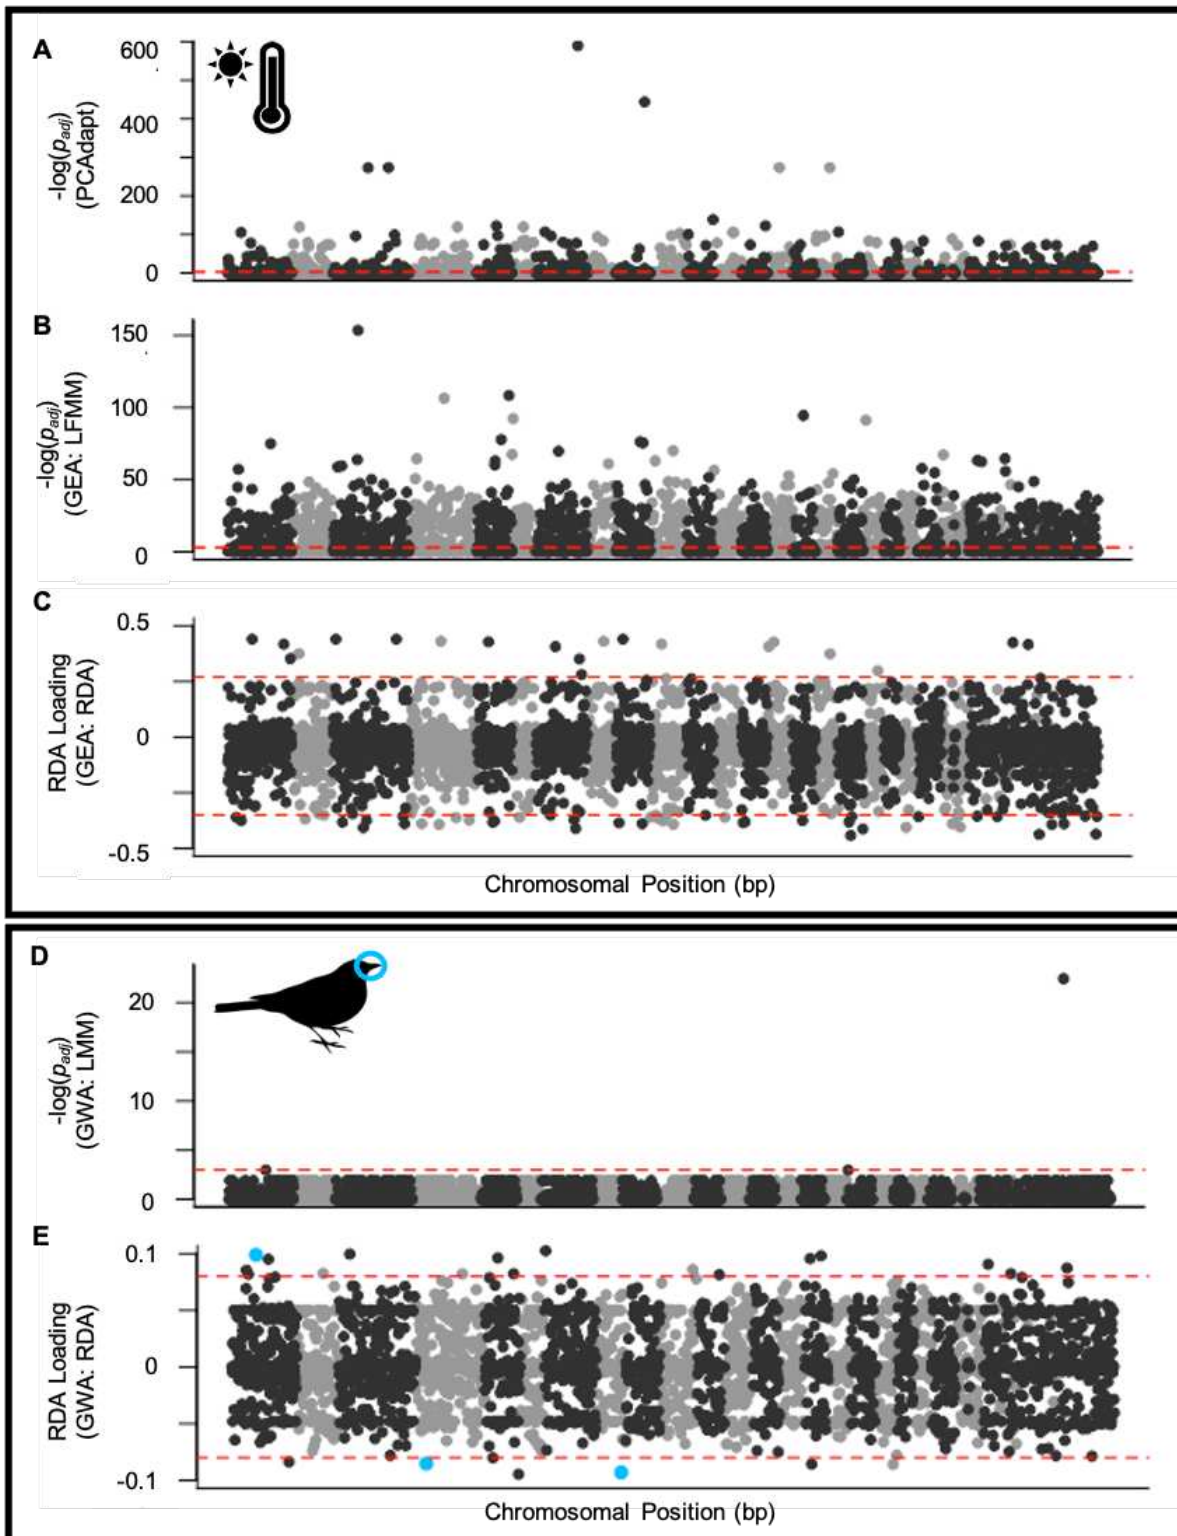 A
600
400
200
0
-log(padj)
(PCAdapt)
B
150
100
50
0
-log(padj)
(GEA: LFMM)
C
0.5
0
-0.5
RDA Loading
(GEA: RDA)
Chromosomal Position (bp)
D
20
10
0
-log(padj)
(GWA: LMM)
E
0.1
0
-0.1
RDA Loading
(GWA: RDA)
Chromosomal Position (bp)